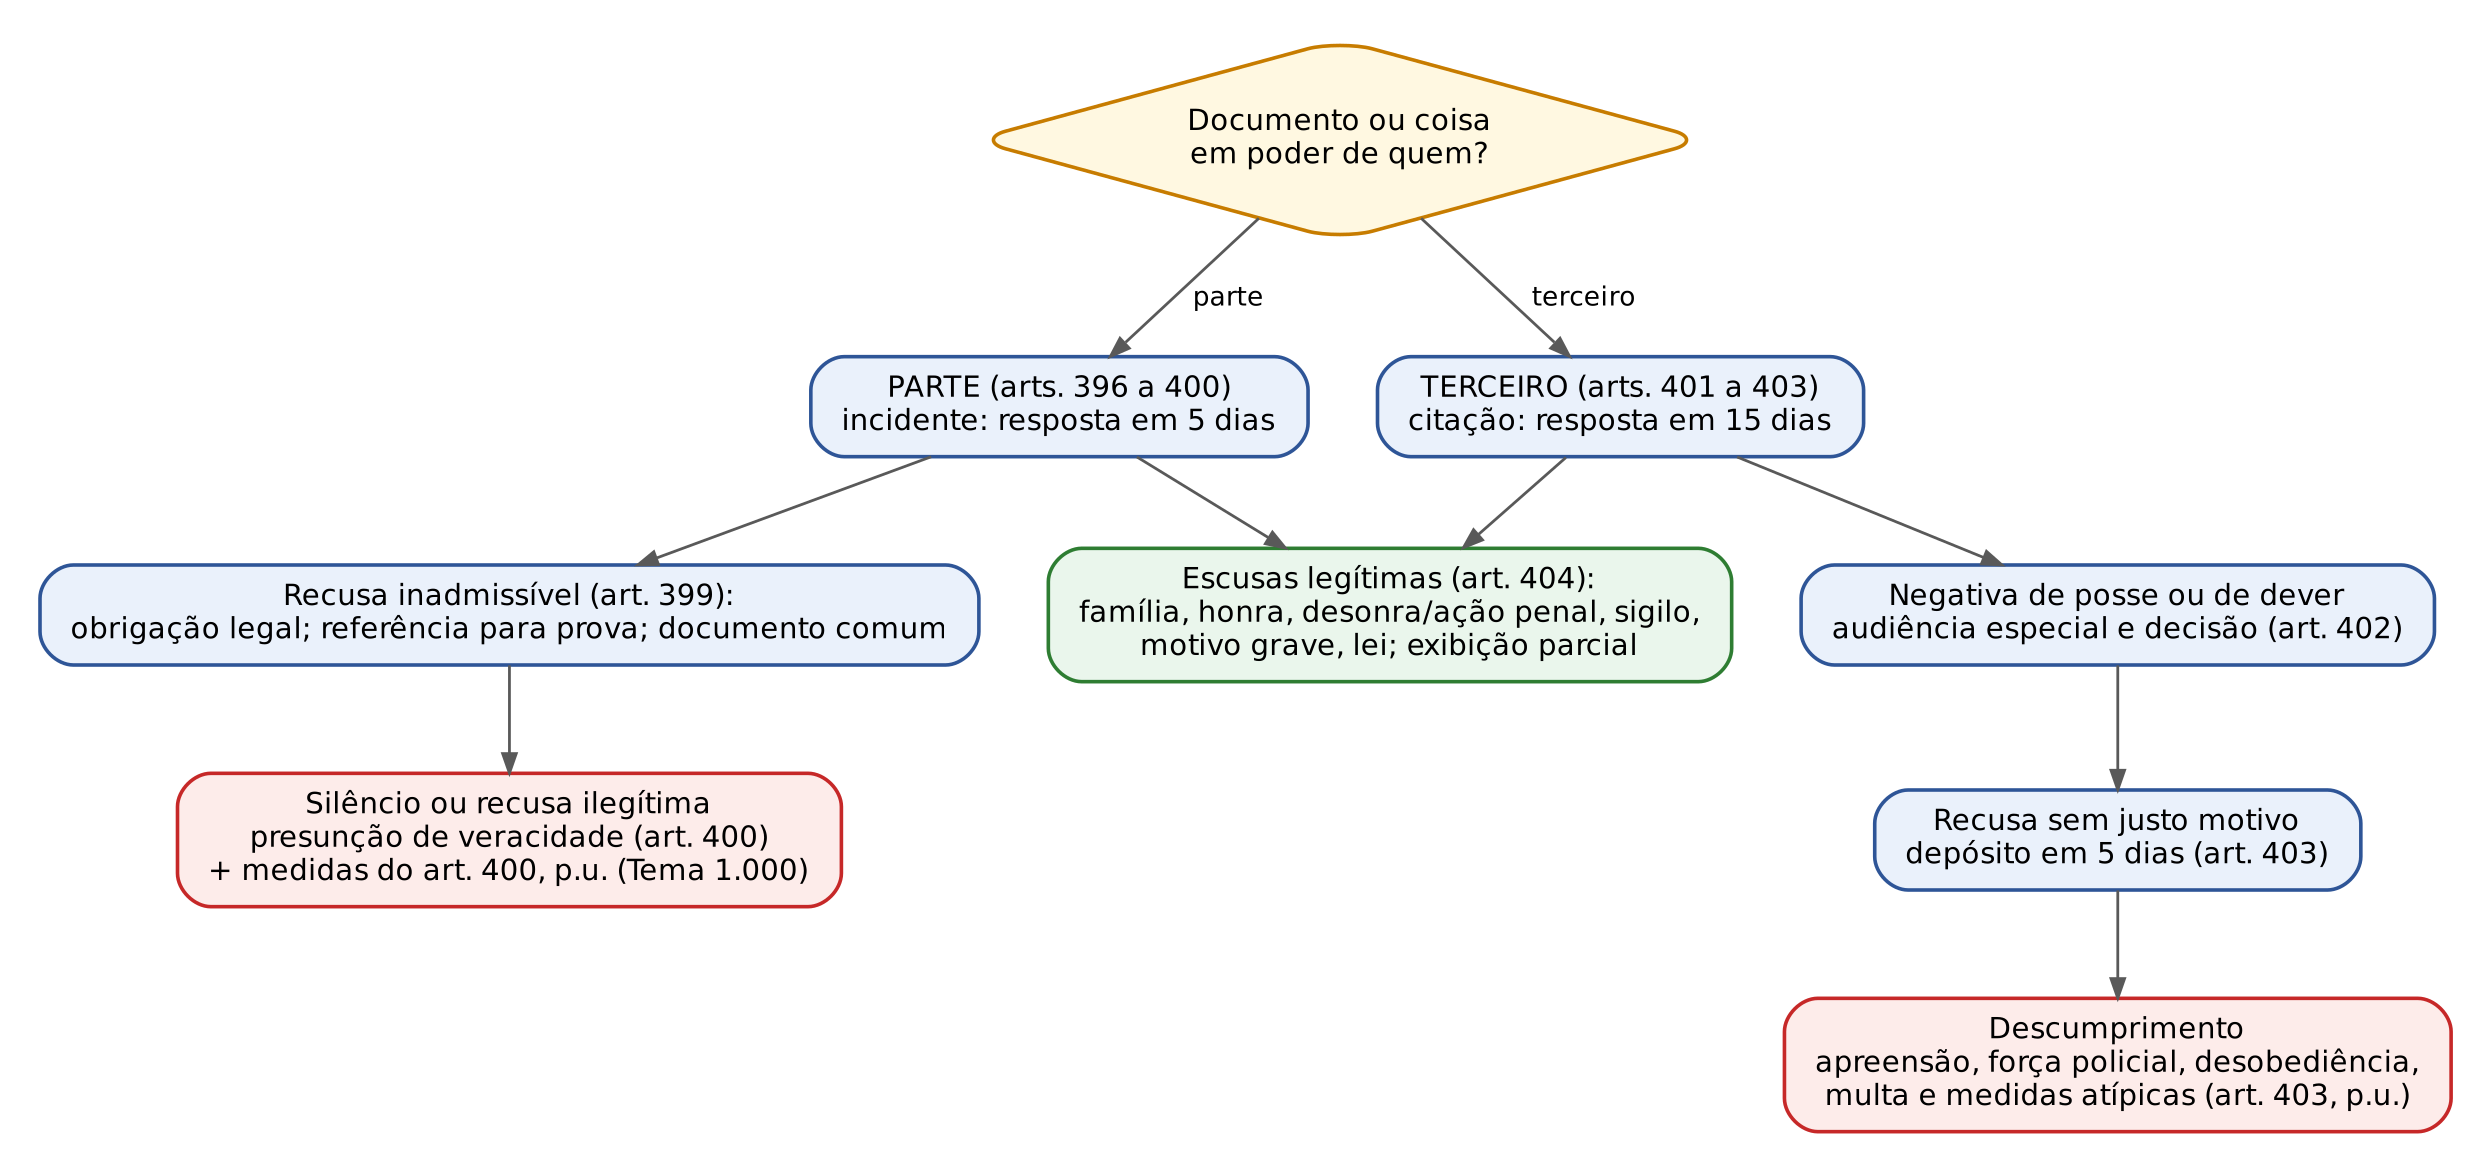 Documento ou coisa
em poder de quem?
parte
terceiro
PARTE (arts. 396 a 400)
incidente: resposta em 5 dias
TERCEIRO (arts. 401 a 403)
citação: resposta em 15 dias
Recusa inadmissível (art. 399):
obrigação legal; referência para prova; documento comum
Escusas legítimas (art. 404):
família, honra, desonra/ação penal, sigilo,
motivo grave, lei; exibição parcial
Negativa de posse ou de dever
audiência especial e decisão (art. 402)
Silêncio ou recusa ilegítima
presunção de veracidade (art. 400)
+ medidas do art. 400, p.u. (Tema 1.000)
Recusa sem justo motivo
depósito em 5 dias (art. 403)
Descumprimento
apreensão, força policial, desobediência,
multa e medidas atípicas (art. 403, p.u.)